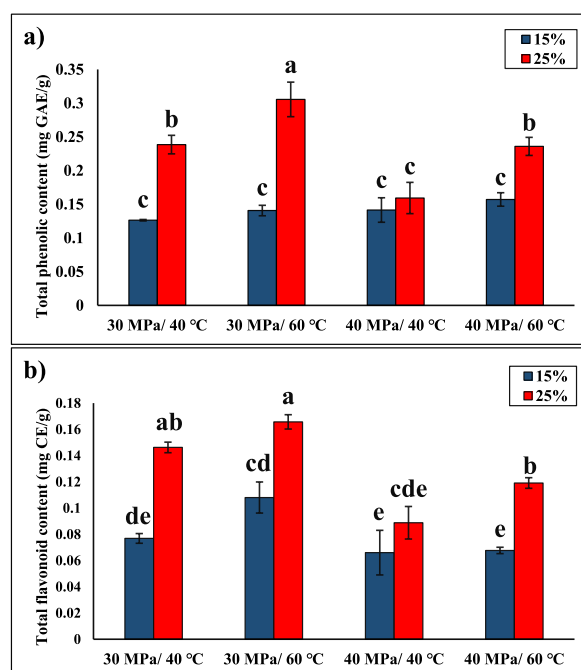 a)
15%
25%
Total phenolic content (mg GAE/g)
0.35
0.3
0.25
0.2
0.15
0.1
0.05
0
c
b
c
a
c
c
c
b
30 MPa/ 40 °C
30 MPa/ 60 °C
40 MPa/ 40 °C
40 MPa/ 60 °C
b)
15%
25%
Total flavonoid content (mg CE/g)
0.18
0.16
0.14
0.12
0.1
0.08
0.06
0.04
0.02
0
de
ab
cd
a
e
cde
e
b
30 MPa/ 40 °C
30 MPa/ 60 °C
40 MPa/ 40 °C
40 MPa/ 60 °C